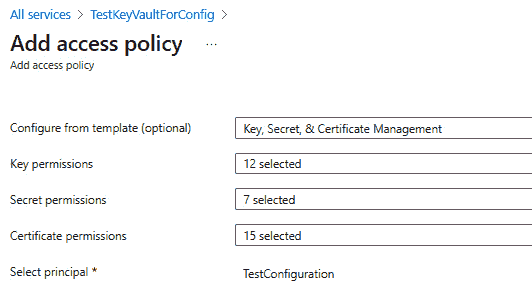 All services > TestKeyVaultForConfig >
Add access policy ...
Add access policy
Configure from template (optional) Key, Secret, & Certificate Management
Key permissions 12 selected
Secret permissions 7 selected
Certificate permissions 15 selected
Select principal * TestConfiguration